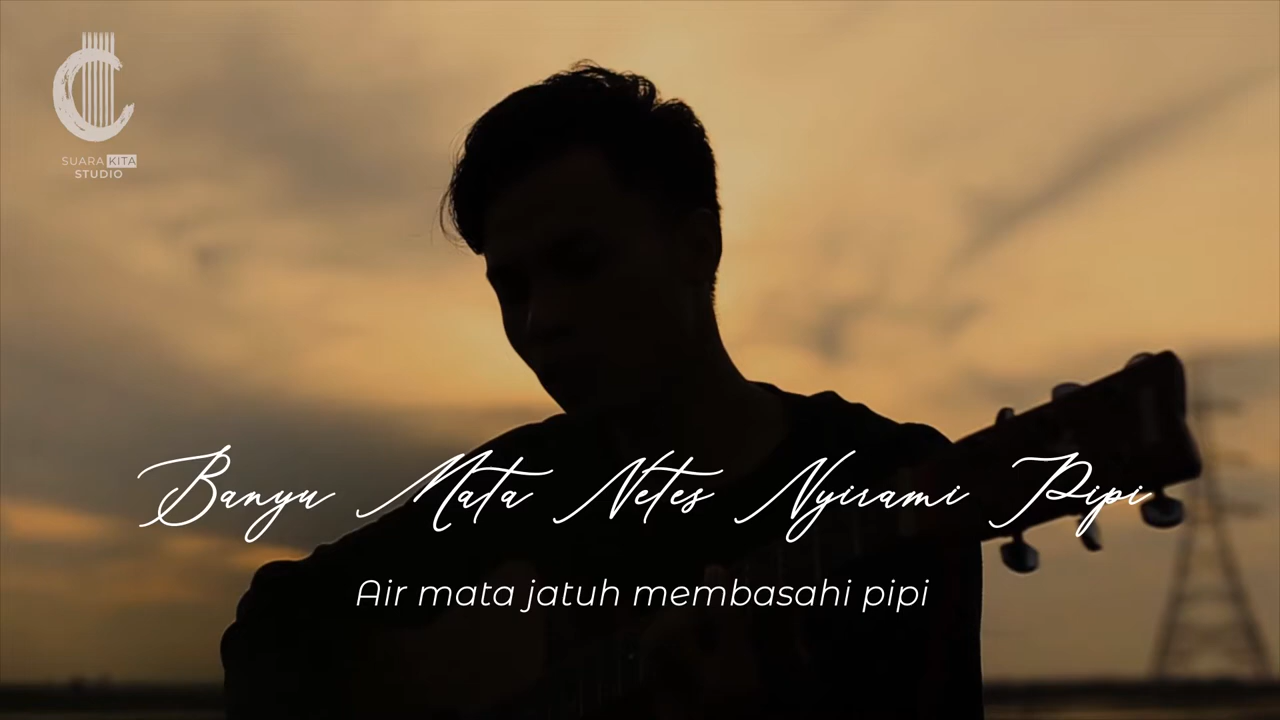 SUARA KITA
STUDIO
Banyu Mata Netes Nyirami Pipi
Air mata jatuh membasahi pipi